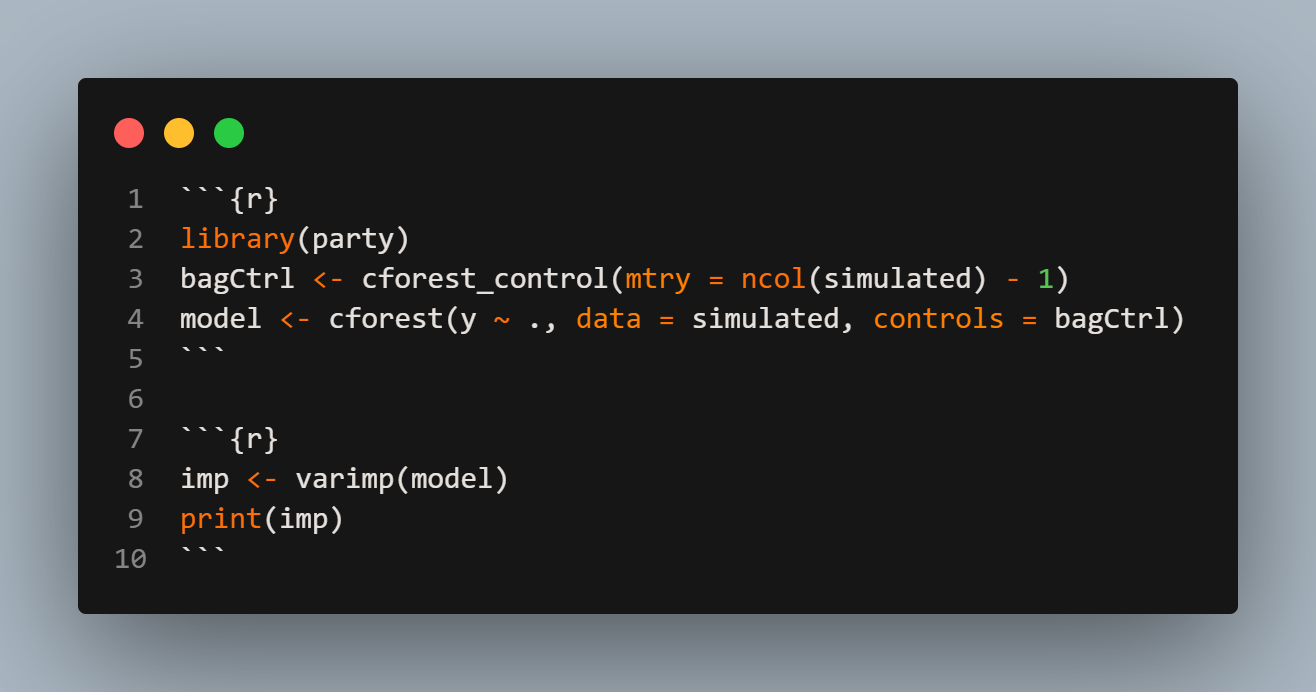 1 ```{r}
2 library(party)
3 bagCtrl <- cforest_control(mtry = ncol(simulated) - 1)
4 model <- cforest(y ~ ., data = simulated, controls = bagCtrl)
5 ```
6
7 ```{r}
8 imp <- varimp(model)
9 print(imp)
10 ```